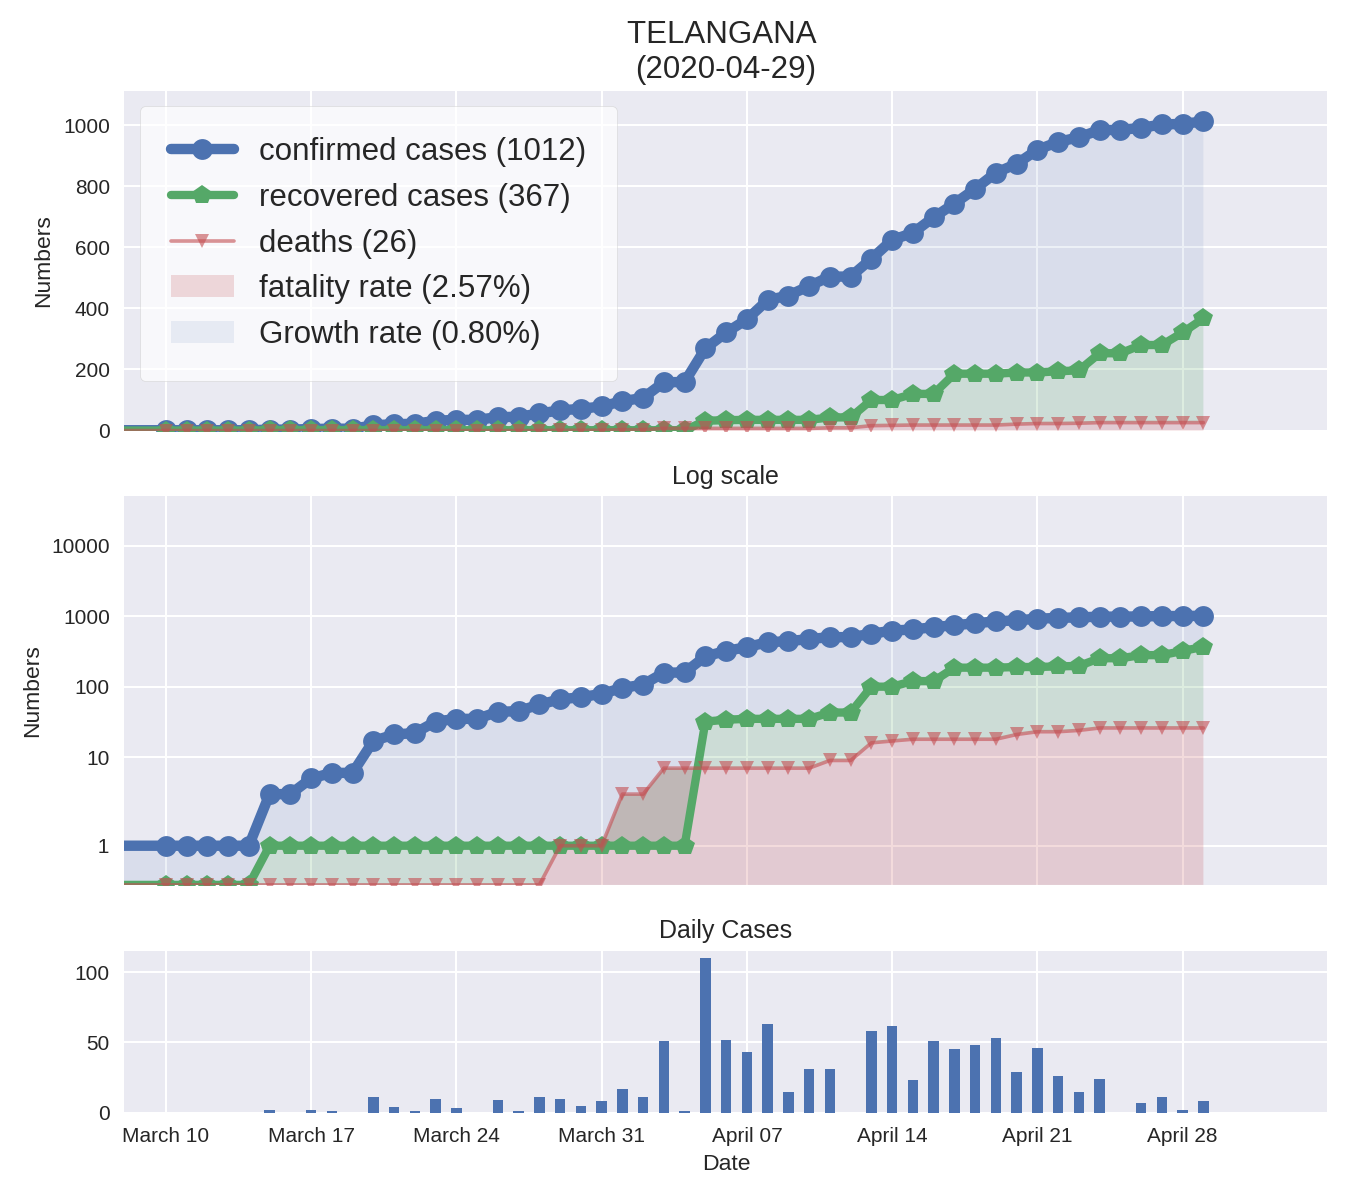 TELANGANA
(2020-04-29)
Numbers
1000
800
600
400
200
0
confirmed cases (1012)
recovered cases (367)
deaths (26)
fatality rate (2.57%)
Growth rate (0.80%)
Log scale
Numbers
10000
1000
100
10
1
Daily Cases
100
50
0
March 10 March 17 March 24 March 31 April 07 April 14 April 21 April 28
Date